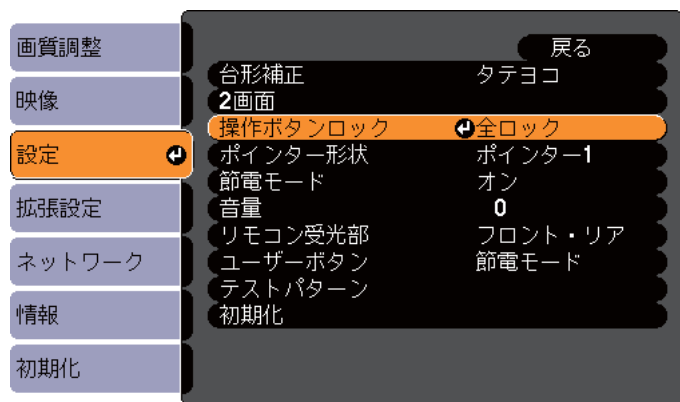 画質調整
映像
設定
拡張設定
ネットワーク
情報
初期化
戻る
台形補正 タテヨコ
2画面
操作ボタンロック 全ロック
ポインター形状 ポインター1
節電モード オン
音量 0
リモコン受光部 フロント・リア
ユーザーボタン 節電モード
テストパターン
初期化